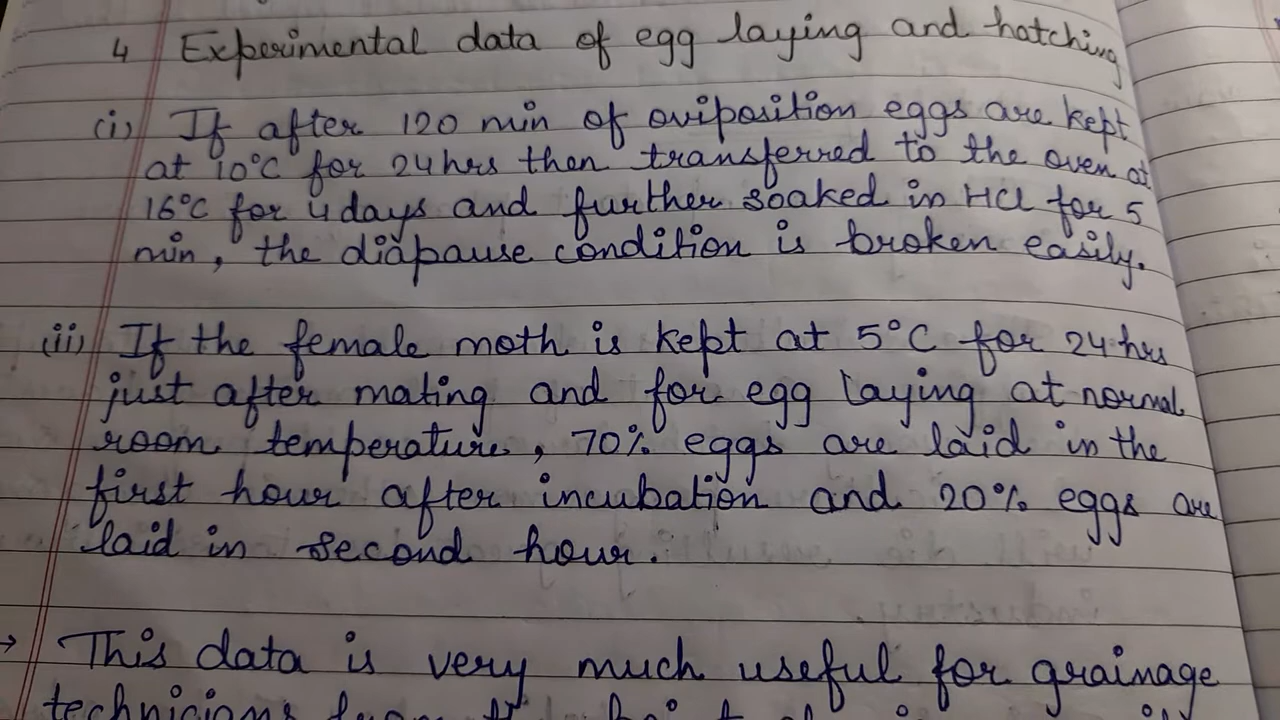 4 Experimental data of egg laying and hatching
(i) If after 120 min of oviposition eggs are kept
at 10°C for 24hrs then transferred to the oven at
16°C for 4 days and further soaked in HCl for 5
min, the diapause condition is broken easily.
(ii) If the female moth is kept at 5°C for 24 hrs
just after mating and for egg laying at normal
room temperature, 70% eggs are laid in the
first hour after incubation and 20% eggs are
laid in second hour.
→ This data is very much useful for grainage
technicians